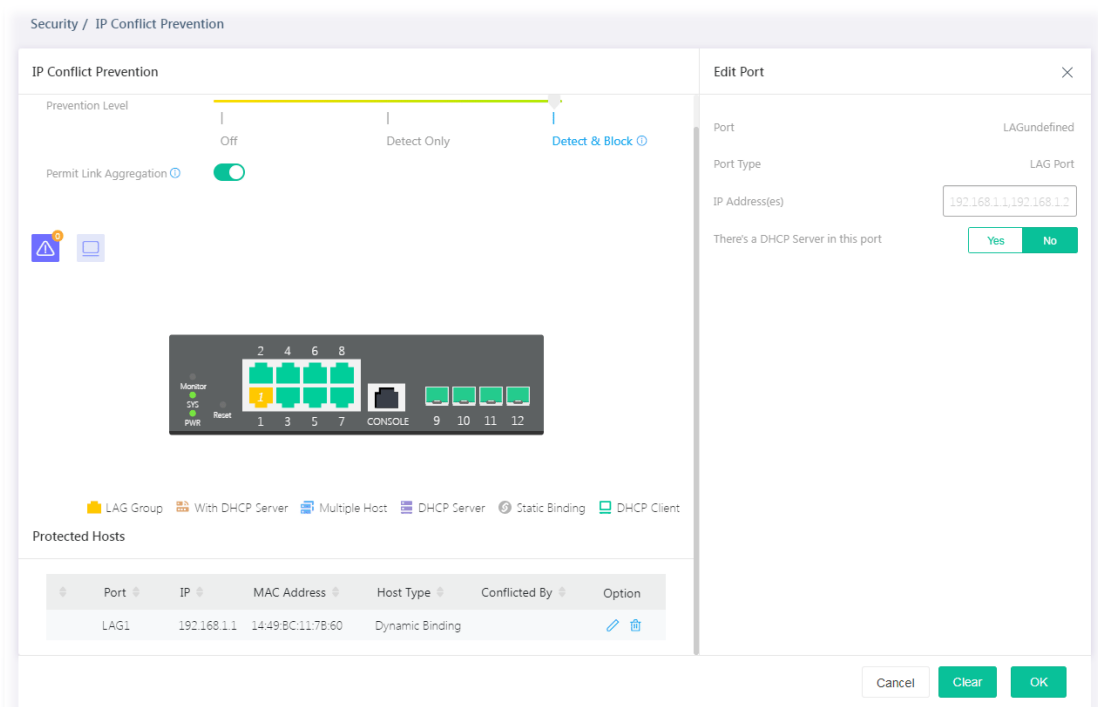 Security / IP Conflict Prevention
IP Conflict Prevention
Prevention Level
Off
Detect Only
Detect & Block
Permit Link Aggregation
0
2 4 6 8
Monitor
SYS
PWR
Reset
1
1 3 5 7 CONSOLE 9 10 11 12
LAG Group With DHCP Server Multiple Host DHCP Server Static Binding DHCP Client
Protected Hosts
Port IP MAC Address Host Type Conflicted By Option
LAG1 192.168.1.1 14:49:BC:11:7B:60 Dynamic Binding
Edit Port
Port LAGundefined
Port Type LAG Port
IP Address(es) 192.168.1.1,192.168.1.2
There's a DHCP Server in this port Yes No
Cancel Clear OK